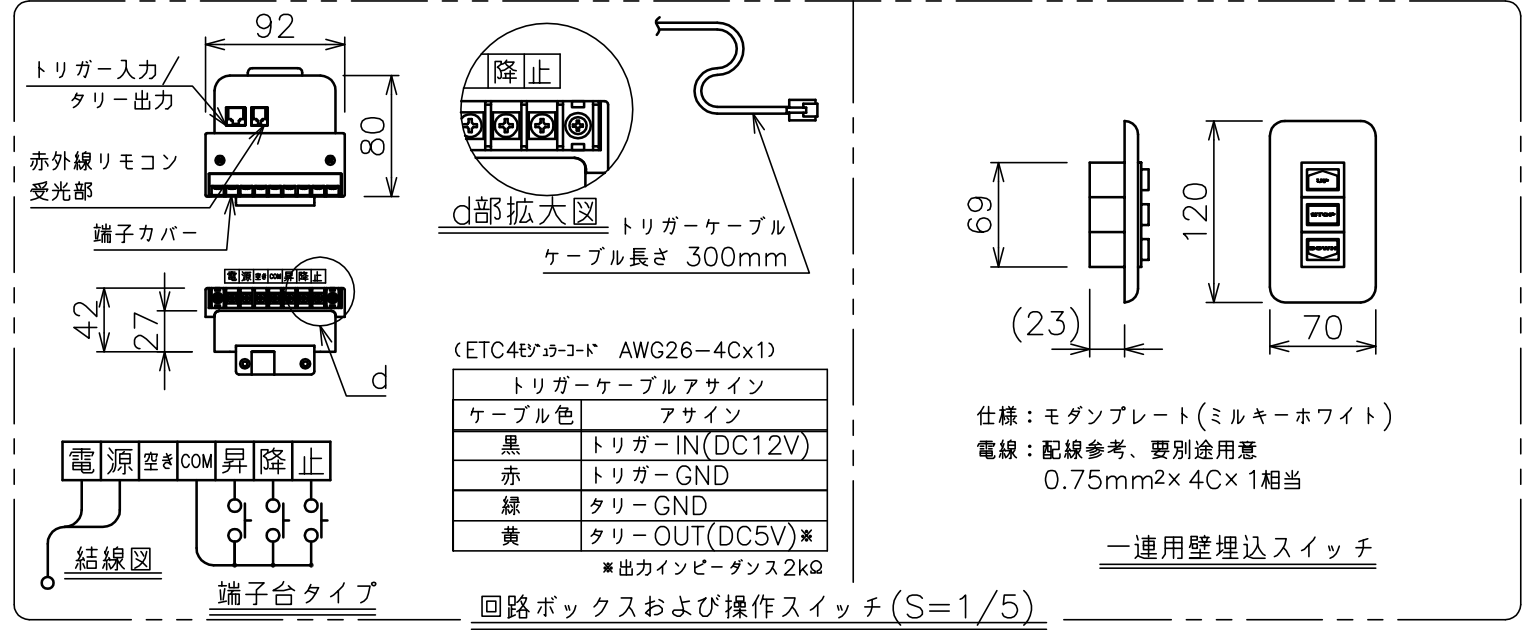 92
トリガー入力/
タリー出力
80
赤外線リモコン
受光部
端子カバー
降 止
d部拡大図
トリガーケーブル
ケーブル長さ 300mm
電 源 空き COM 昇 降 止
42
27
d
(ETC4ﾓｼﾞｭﾗｰｺｰﾄﾞ AWG26-4Cx1)
トリガーケーブルアサイン
ケーブル色 アサイン
黒 トリガーIN(DC12V)
赤 トリガーGND
緑 タリーGND
黄 タリーOUT(DC5V)※
※出力インピーダンス2kΩ
電 源 空き COM 昇 降 止
結線図
端子台タイプ
69
(23)
120
UP
STOP
DOWN
70
仕様：モダンプレート(ミルキーホワイト)
電線：配線参考、要別途用意
0.75mm²×4C×1相当
一連用壁埋込スイッチ
回路ボックスおよび操作スイッチ(S=1/5)